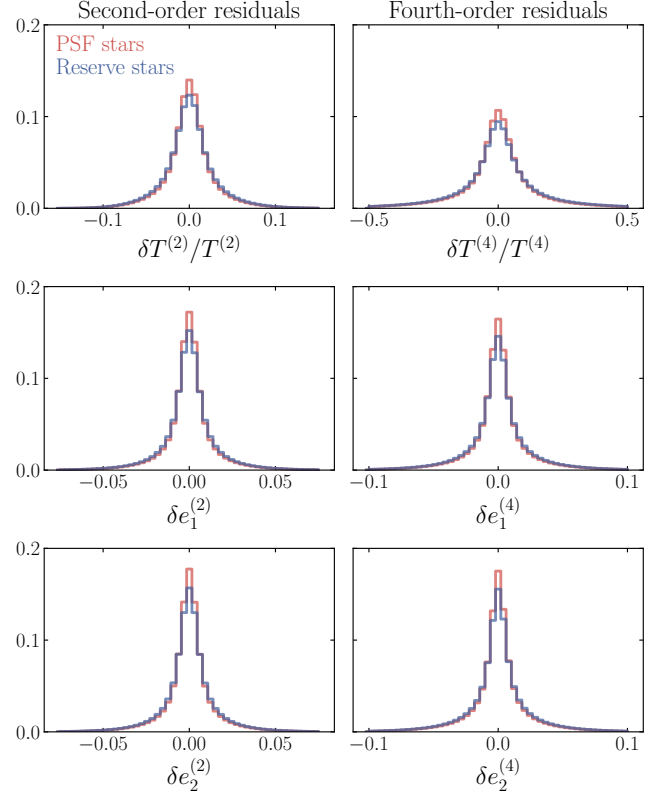 Second-order residuals
Fourth-order residuals
PSF stars
Reserve stars
0.2
0.1
0.0
−0.1 0.0 0.1
−0.5 0.0 0.5
δT^(2)/T^(2)
δT^(4)/T^(4)
0.2
0.1
0.0
−0.05 0.00 0.05
−0.1 0.0 0.1
δe_1^(2)
δe_1^(4)
0.2
0.1
0.0
−0.05 0.00 0.05
−0.1 0.0 0.1
δe_2^(2)
δe_2^(4)